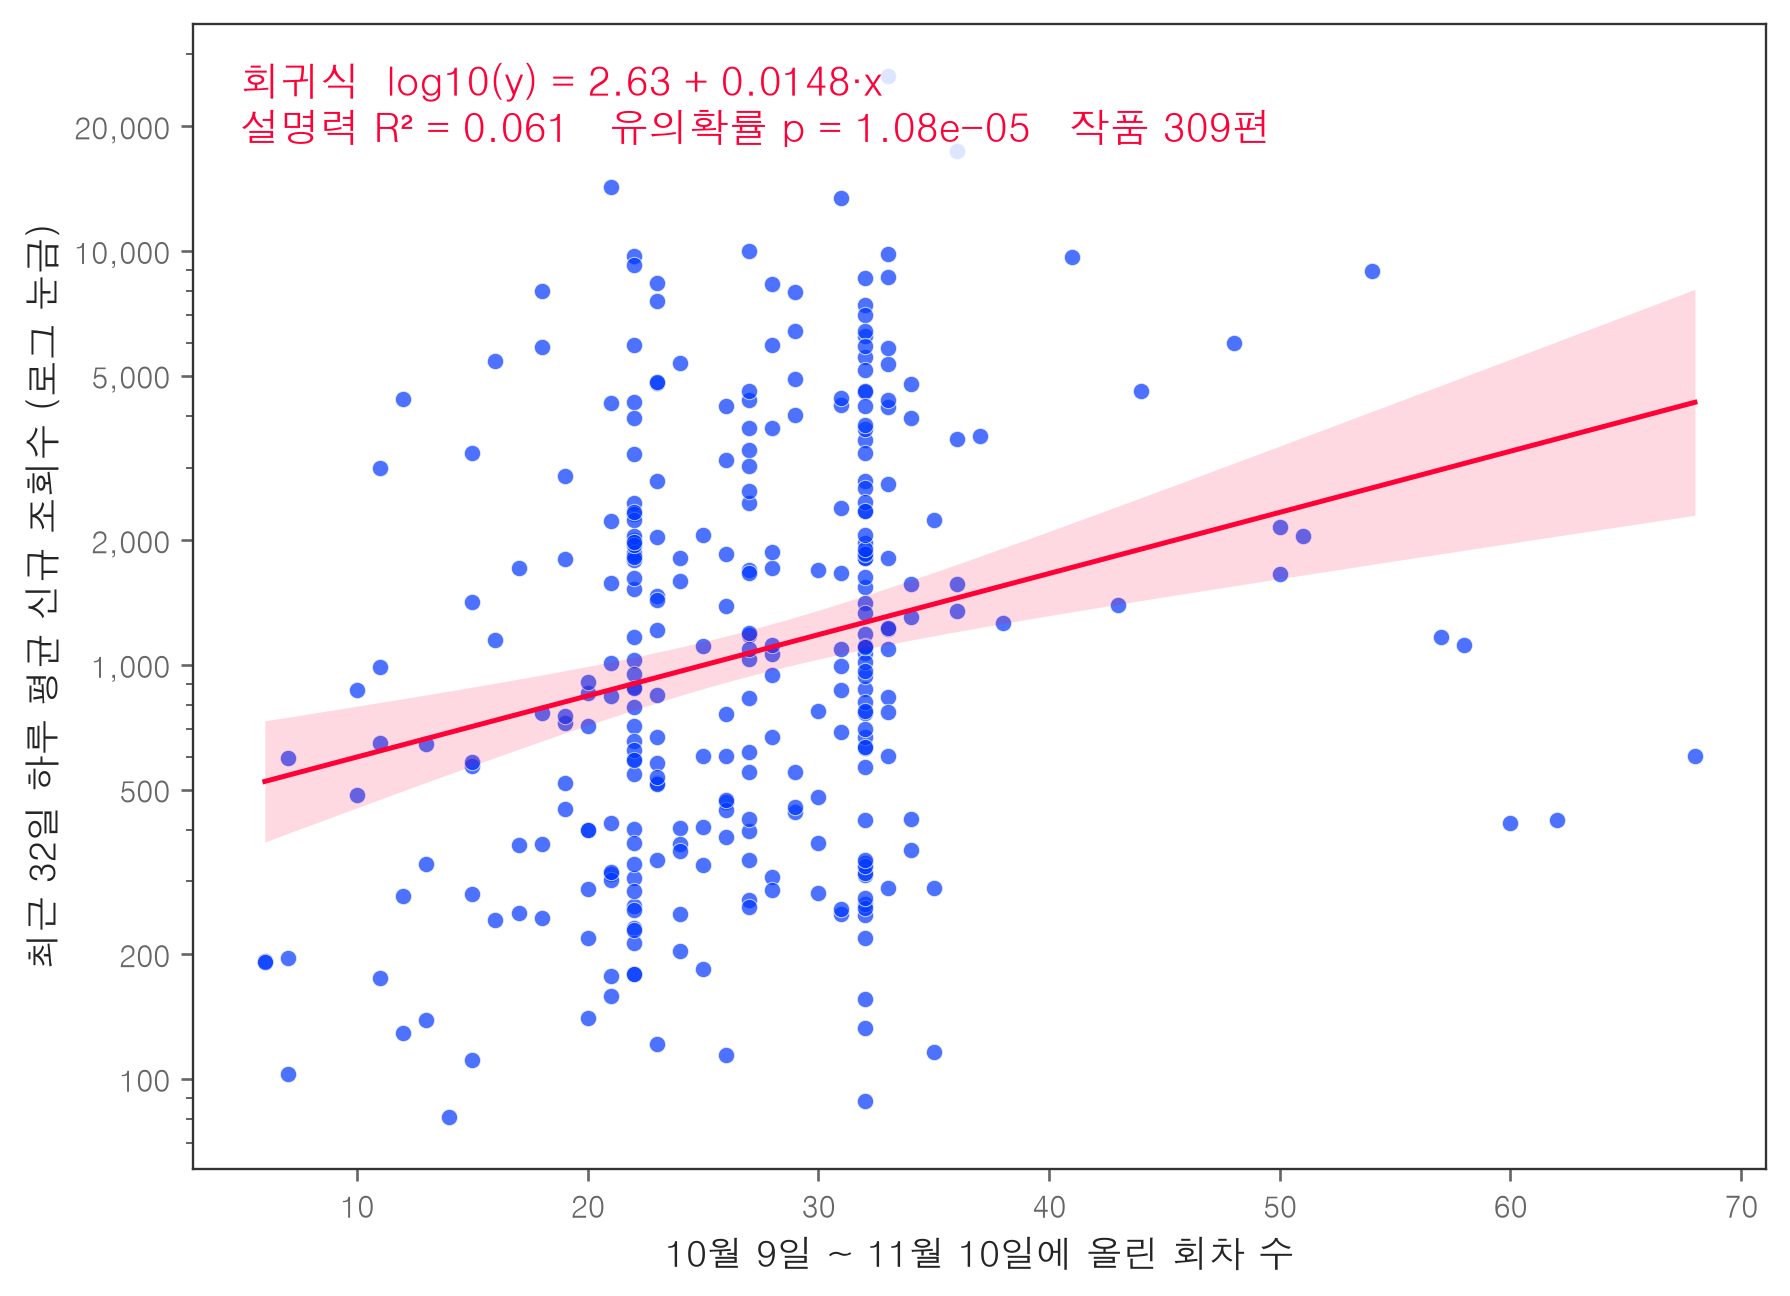 회귀식 log10(y) = 2.63 + 0.0148·x
설명력 R² = 0.061 유의확률 p = 1.08e−05 작품 309편
최근 32일 하루 평균 신규 조회수 (로그 눈금)
20,000
10,000
5,000
2,000
1,000
500
200
100
10 20 30 40 50 60 70
10월 9일 ~ 11월 10일에 올린 회차 수